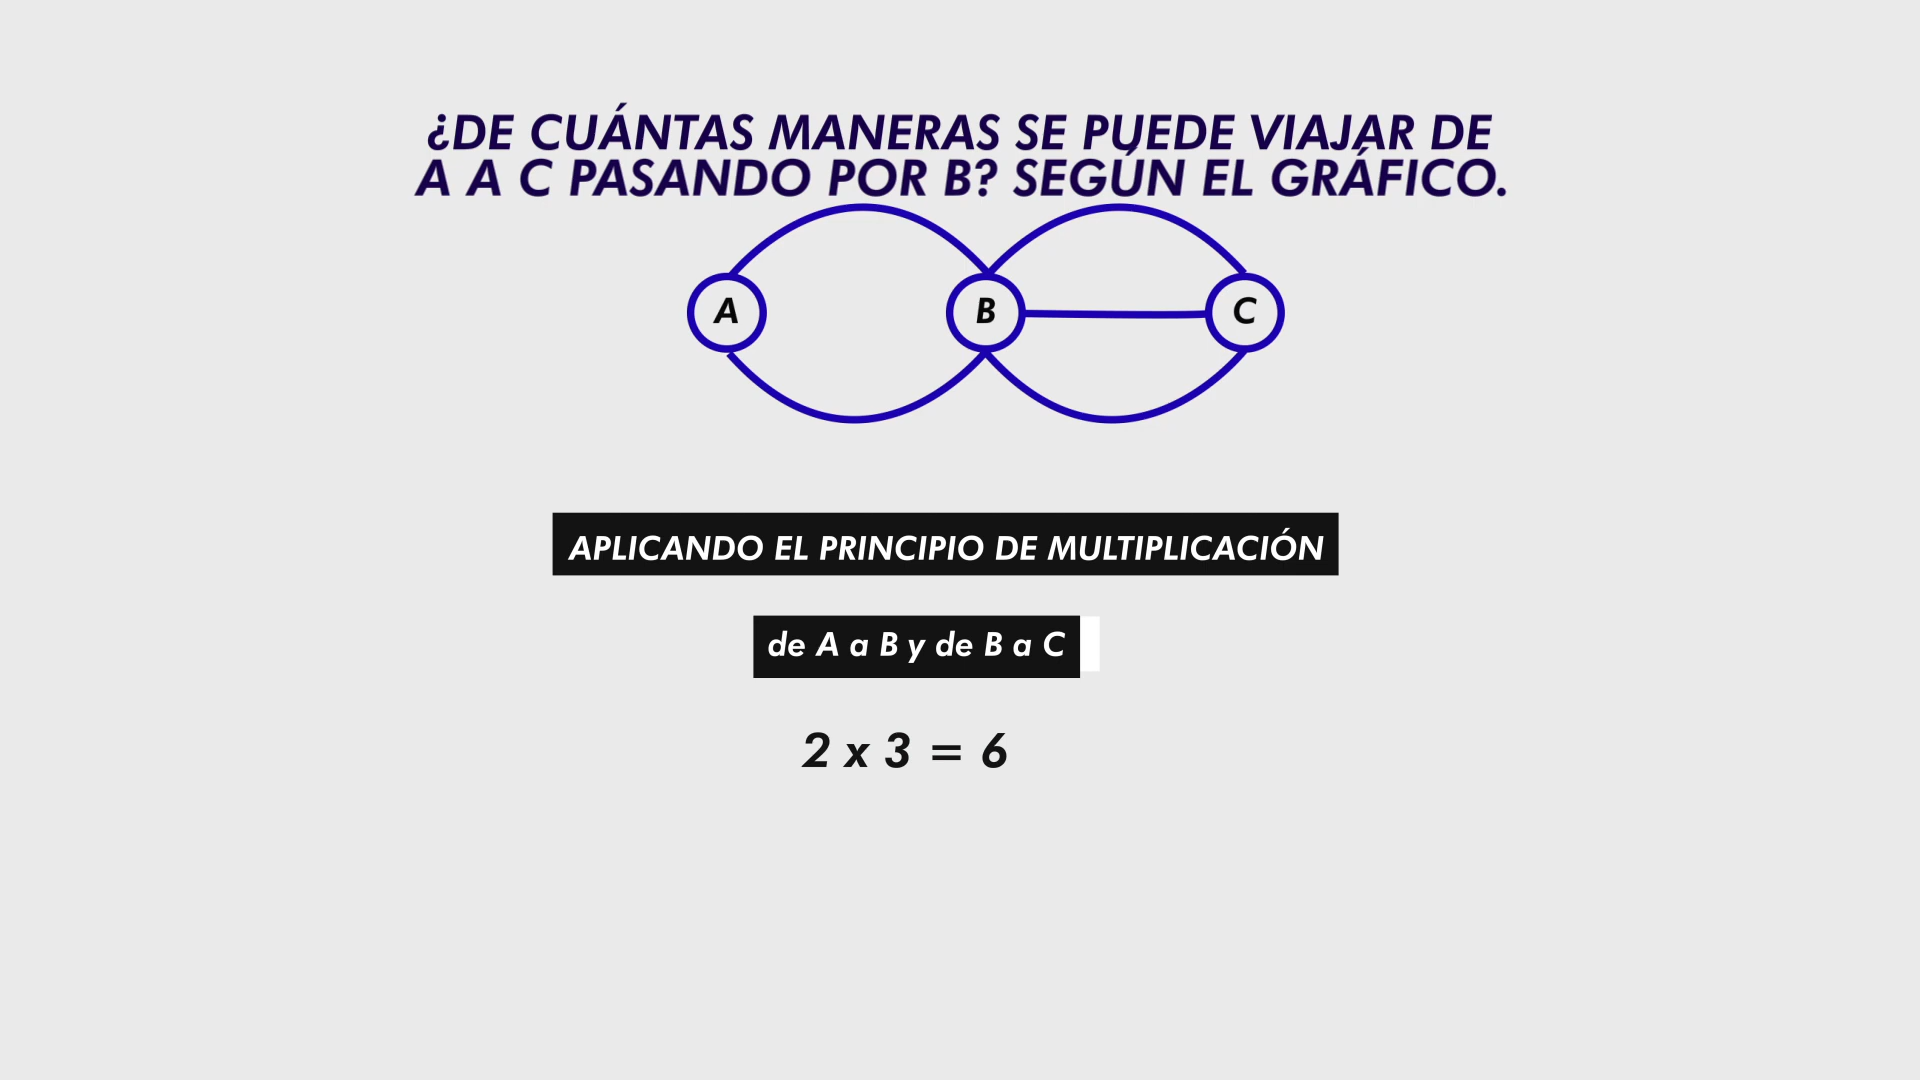 ¿DE CUÁNTAS MANERAS SE PUEDE VIAJAR DE
A A C PASANDO POR B? SEGÚN EL GRÁFICO.
A B C
APLICANDO EL PRINCIPIO DE MULTIPLICACIÓN
de A a B y de B a C
2 x 3 = 6